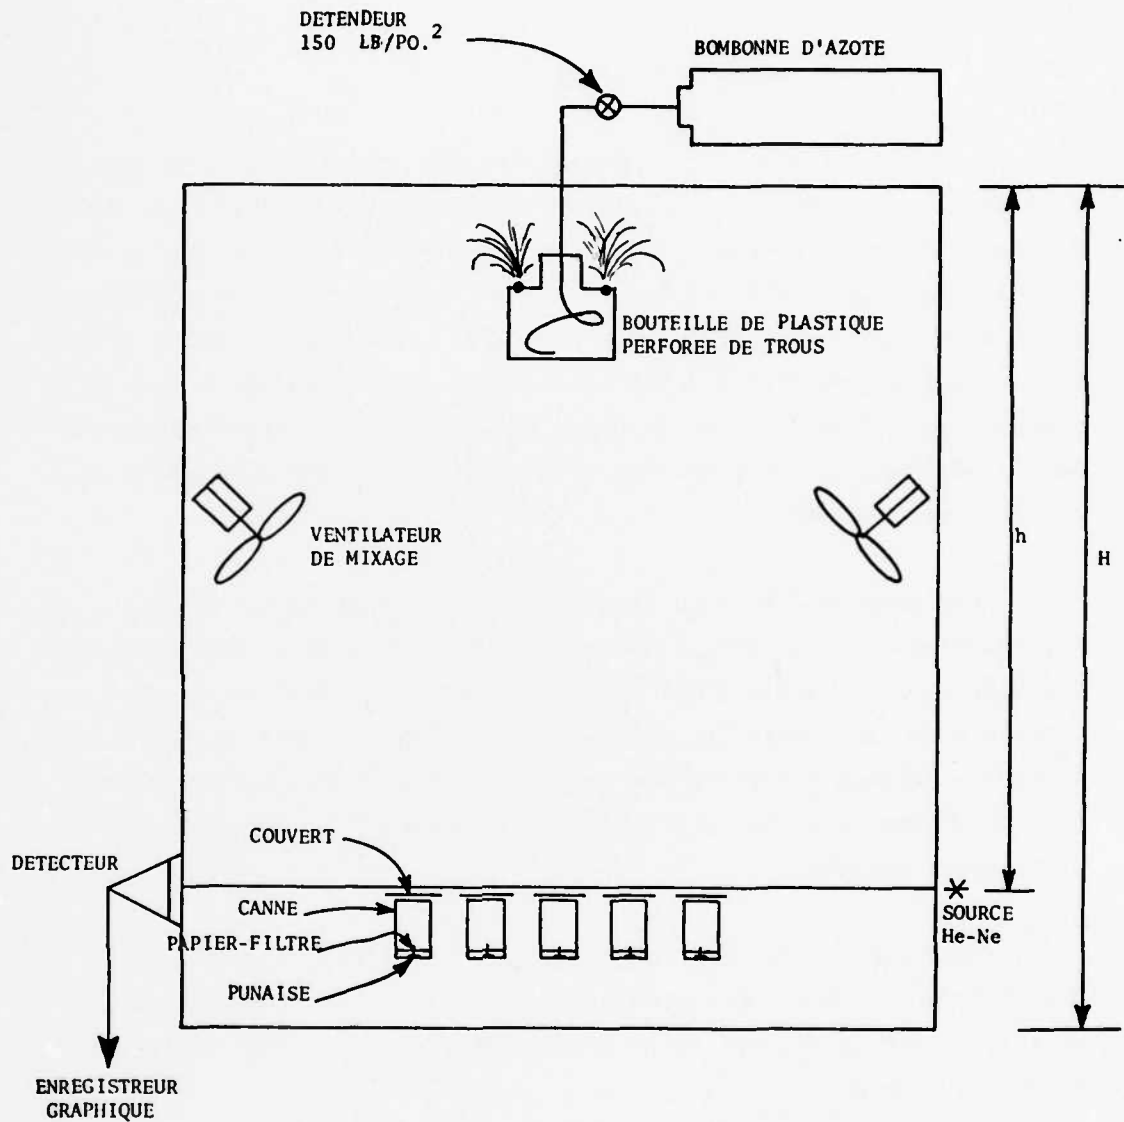 DETENDEUR
150 LB/PO.²
BOMBONNE D'AZOTE
BOUTEILLE DE PLASTIQUE
PERFOREE DE TROUS
VENTILATEUR
DE MIXAGE
h
H
COUVERT
DETECTEUR
CANNE
PAPIER-FILTRE
PUNAISE
SOURCE
He-Ne
ENREGISTREUR
GRAPHIQUE